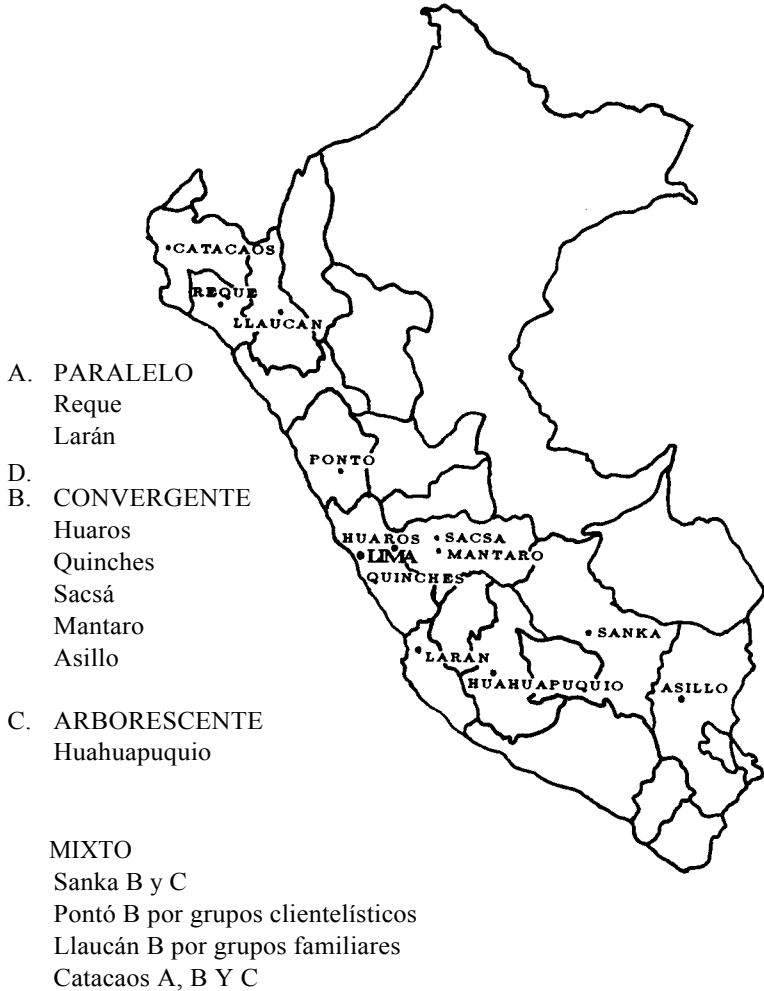 CATACAOS
REQUE
LLAUCAN
A. PARALELO
Reque
Larán
PONTO
D.
B. CONVERGENTE
Huaros
Quinches
Sacsá
Mantaro
Asillo
HUAROS
SACSA
LIMA
MANTARO
QUINCHES
SANKA
LARAN
HUAHUAPUQUIO
ASILLO
C. ARBORESCENTE
Huahuapuquio
MIXTO
Sanka B y C
Pontó B por grupos clientelísticos
Llaucán B por grupos familiares
Catacaos A, B Y C